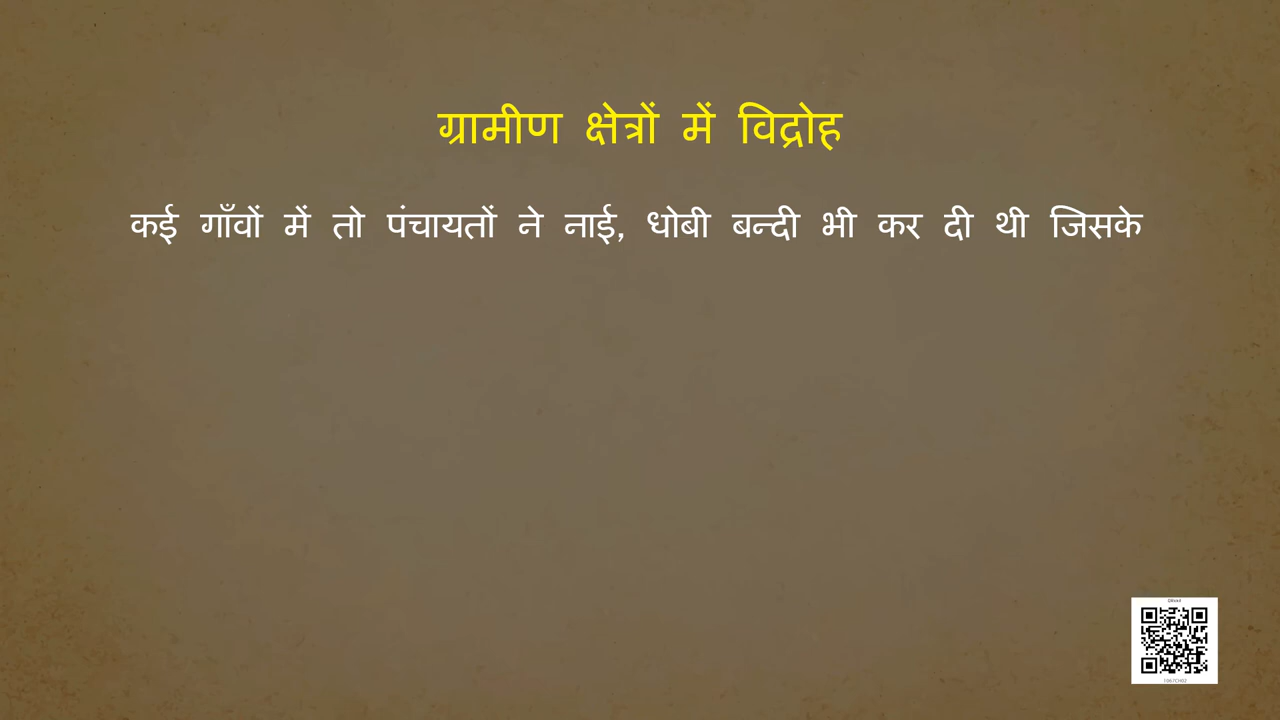 ग्रामीण क्षेत्रों में विद्रोह
कई गाँवों में तो पंचायतों ने नाई, धोबी बन्दी भी कर दी थी जिसके